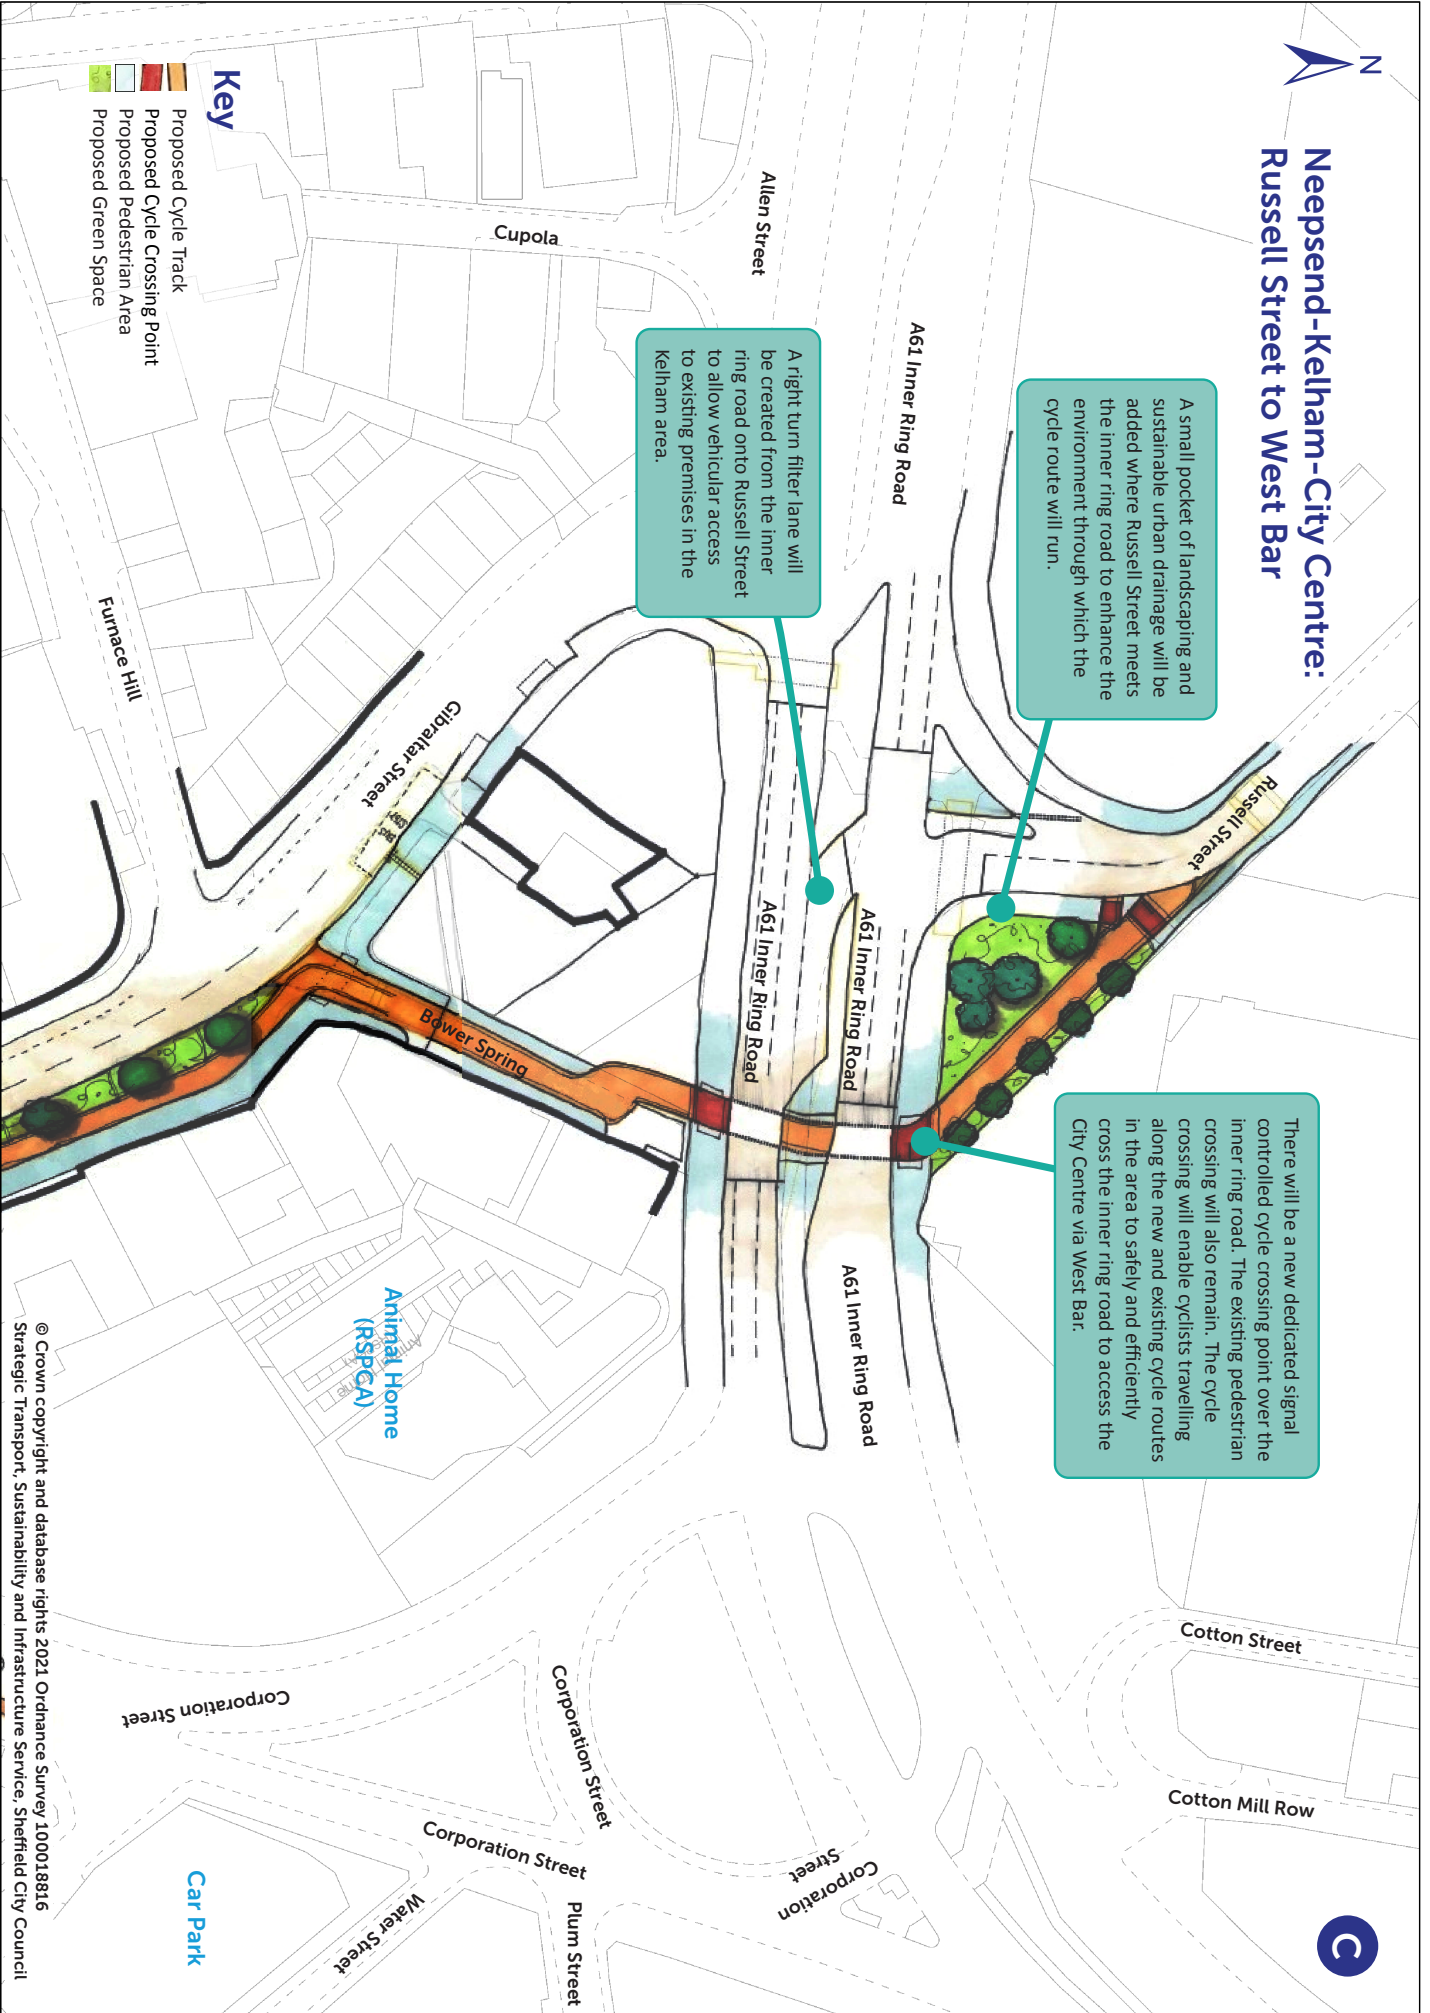 N
Neepsend-Kelham-City Centre:
Russell Street to West Bar
C
A small pocket of landscaping and
sustainable urban drainage will be
added where Russell Street meets
the inner ring road to enhance the
environment through which the
cycle route will run.
There will be a new dedicated signal
controlled cycle crossing point over the
inner ring road. The existing pedestrian
crossing will also remain. The cycle
crossing will enable cyclists travelling
along the new and existing cycle routes
in the area to safely and efficiently
cross the inner ring road to access the
City Centre via West Bar.
A right turn filter lane will
be created from the inner
ring road onto Russell Street
to allow vehicular access
to existing premises in the
Kelham area.
Russell Street
Cotton Street
Cotton Mill Row
A61 Inner Ring Road
A61 Inner Ring Road
A61 Inner Ring Road
A61 Inner Ring Road
Allen Street
Cupola
Corporation
Street
Corporation Street
Corporation Street
Corporation Street
Plum Street
Water Street
Car Park
Gibraltar Street
Bower Spring
Furnace Hill
Animal Home
(RSPCA)
Animal Home
Key
Proposed Cycle Track
Proposed Cycle Crossing Point
Proposed Pedestrian Area
Proposed Green Space
© Crown copyright and database rights 2021 Ordnance Survey 100018816
Strategic Transport, Sustainability and Infrastructure Service, Sheffield City Council